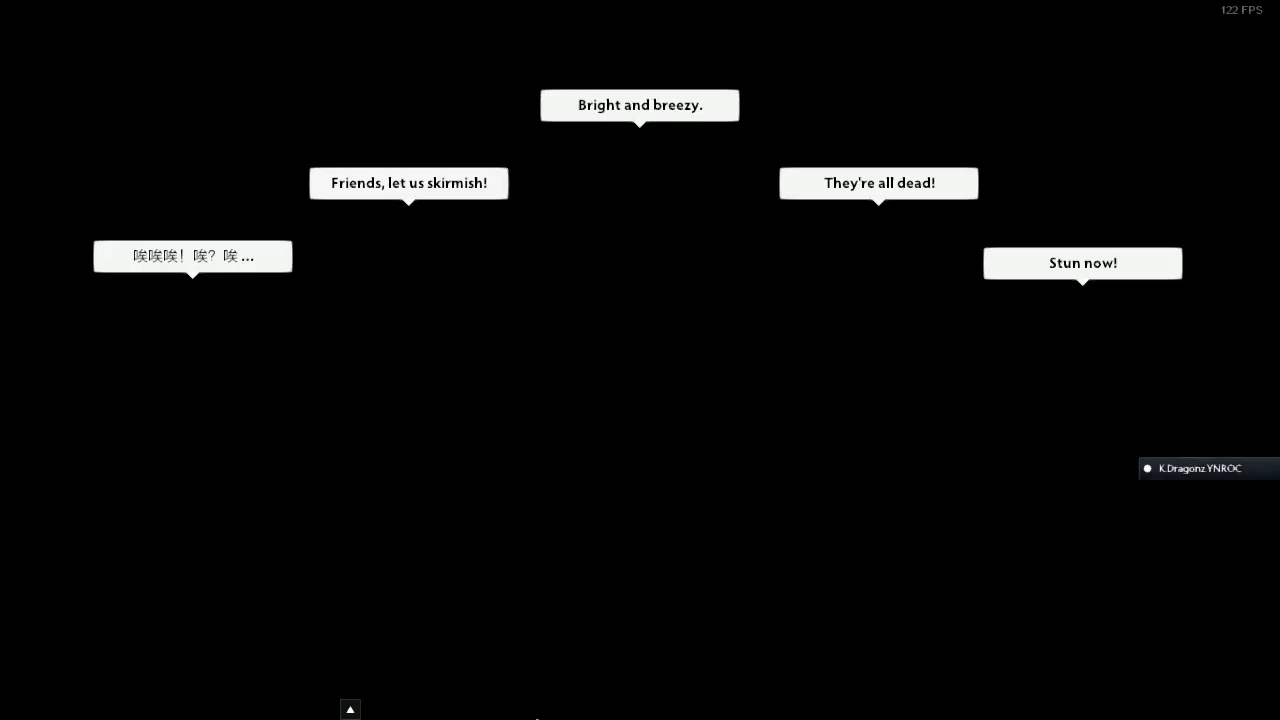 122 FPS
Bright and breezy.
Friends, let us skirmish!
They're all dead!
唉唉唉！唉？唉...
Stun now!
K.Dragonz.YNROC